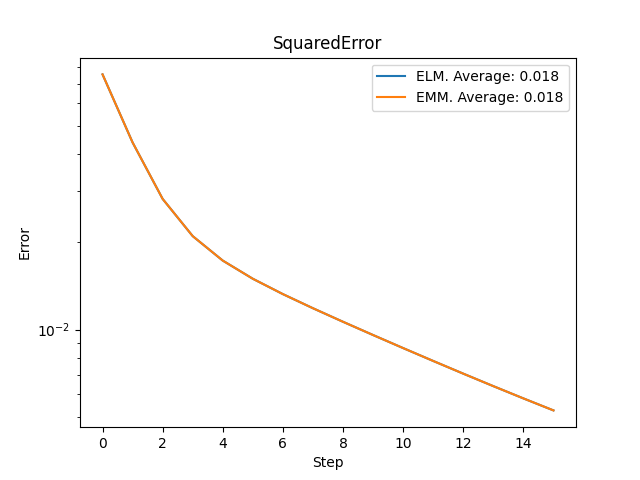 SquaredError
ELM. Average: 0.018
EMM. Average: 0.018
Error
10⁻²
0 2 4 6 8 10 12 14
Step